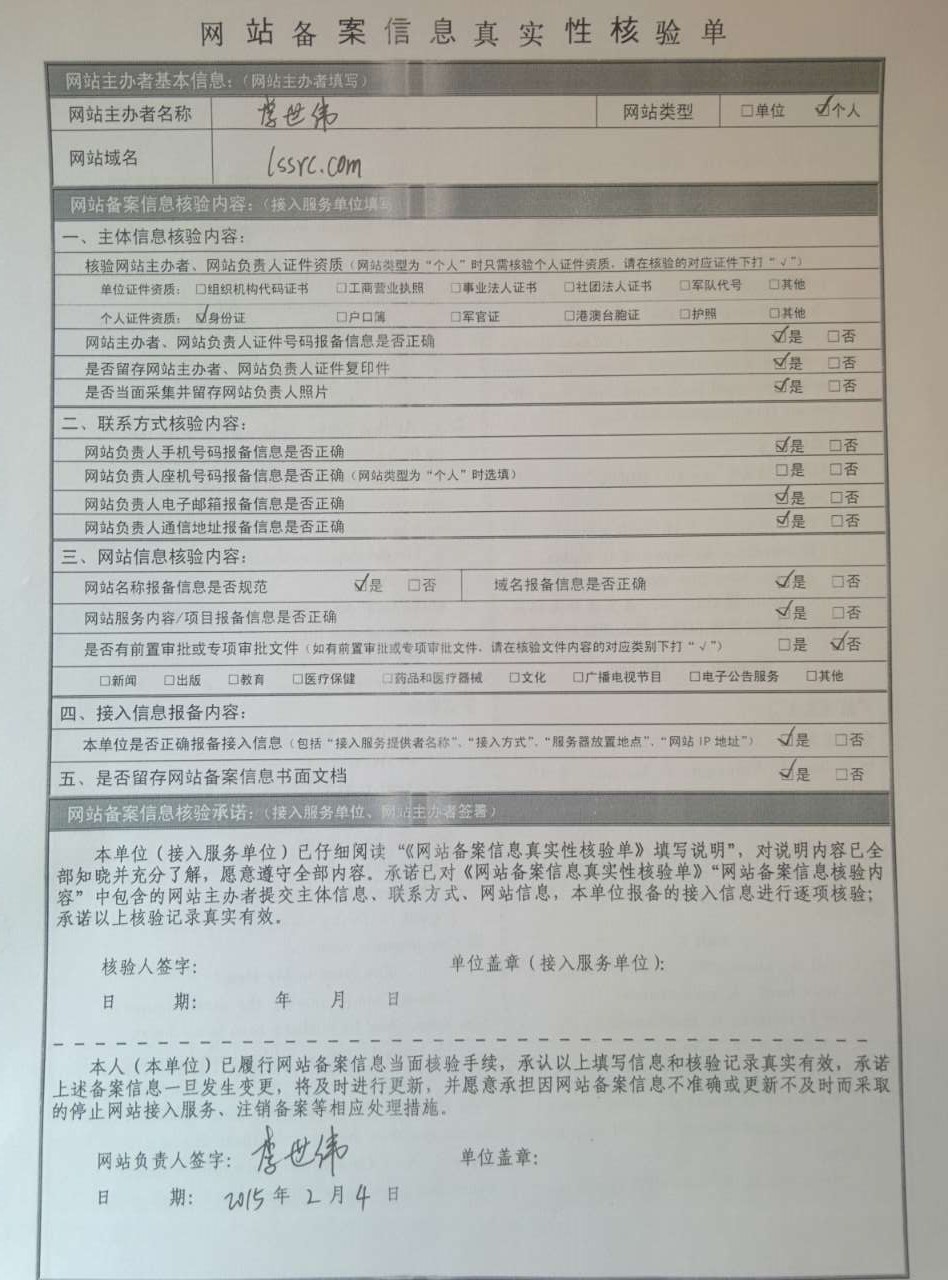 网站备案信息真实性核验单
网站主办者基本信息:（网站主办者填写）
网站主办者名称 李世伟 网站类型 □单位 ☑个人
网站域名 lssrc.com
网站备案信息核验内容:（接入服务单位填写
一、主体信息核验内容:
核验网站主办者、网站负责人证件资质（网站类型为“个人”时只需核验个人证件资质，请在核验的对应证件下打“√”）
单位证件资质: □组织机构代码证书 □工商营业执照 □事业法人证书 □社团法人证书 □军队代号 □其他
个人证件资质: ☑身份证 □户口簿 □军官证 □港澳台胞证 □护照 □其他
网站主办者、网站负责人证件号码报备信息是否正确 ☑是 □否
是否留存网站主办者、网站负责人证件复印件 ☑是 □否
是否当面采集并留存网站负责人照片 ☑是 □否
二、联系方式核验内容:
网站负责人手机号码报备信息是否正确 ☑是 □否
网站负责人座机号码报备信息是否正确（网站类型为“个人”时选填） □是 □否
网站负责人电子邮箱报备信息是否正确 ☑是 □否
网站负责人通信地址报备信息是否正确 ☑是 □否
三、网站信息核验内容:
网站名称报备信息是否规范 ☑是 □否 域名报备信息是否正确 ☑是 □否
网站服务内容/项目报备信息是否正确 ☑是 □否
是否有前置审批或专项审批文件（如有前置审批或专项审批文件，请在核验文件内容的对应类别下打“√”） □是 ☑否
□新闻 □出版 □教育 □医疗保健 □药品和医疗器械 □文化 □广播电视节目 □电子公告服务 □其他
四、接入信息报备内容:
本单位是否正确报备接入信息（包括“接入服务提供者名称”、“接入方式”、“服务器放置地点”、“网站 IP 地址”） ☑是 □否
五、是否留存网站备案信息书面文档 ☑是 □否
网站备案信息核验承诺:（接入服务单位、网站主办者签署）
本单位（接入服务单位）已仔细阅读“《网站备案信息真实性核验单》填写说明”，对说明内容已全
部知晓并充分了解，愿意遵守全部内容。承诺已对《网站备案信息真实性核验单》“网站备案信息核验内
容”中包含的网站主办者提交主体信息、联系方式、网站信息，本单位报备的接入信息进行逐项核验；
承诺以上核验记录真实有效。
核验人签字: 单位盖章（接入服务单位）:
日 期: 年 月 日
本人（本单位）已履行网站备案信息当面核验手续，承认以上填写信息和核验记录真实有效，承诺
上述备案信息一旦发生变更，将及时进行更新，并愿意承担因网站备案信息不准确或更新不及时而采取
的停止网站接入服务、注销备案等相应处理措施。
网站负责人签字: 李世伟 单位盖章:
日 期: 2015 年 2 月 4 日